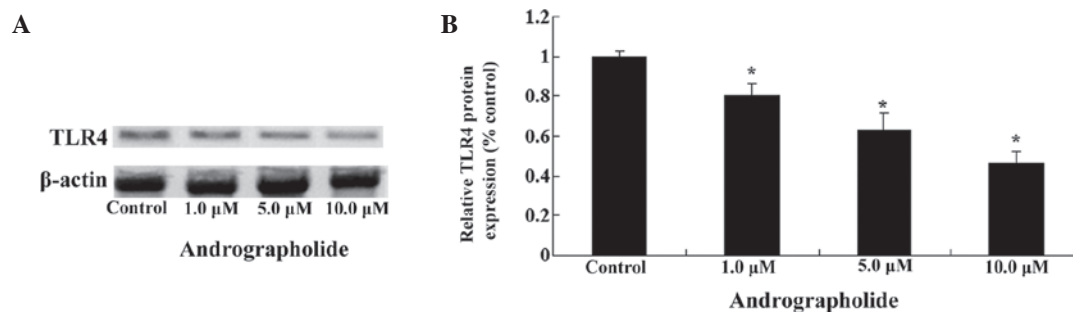 A
TLR4
β-actin
Control 1.0 µM 5.0 µM 10.0 µM
Andrographolide
B
Relative TLR4 protein
expression (% control)
1.2
1
0.8
0.6
0.4
0.2
0
*
*
*
Control 1.0 µM 5.0 µM 10.0 µM
Andrographolide